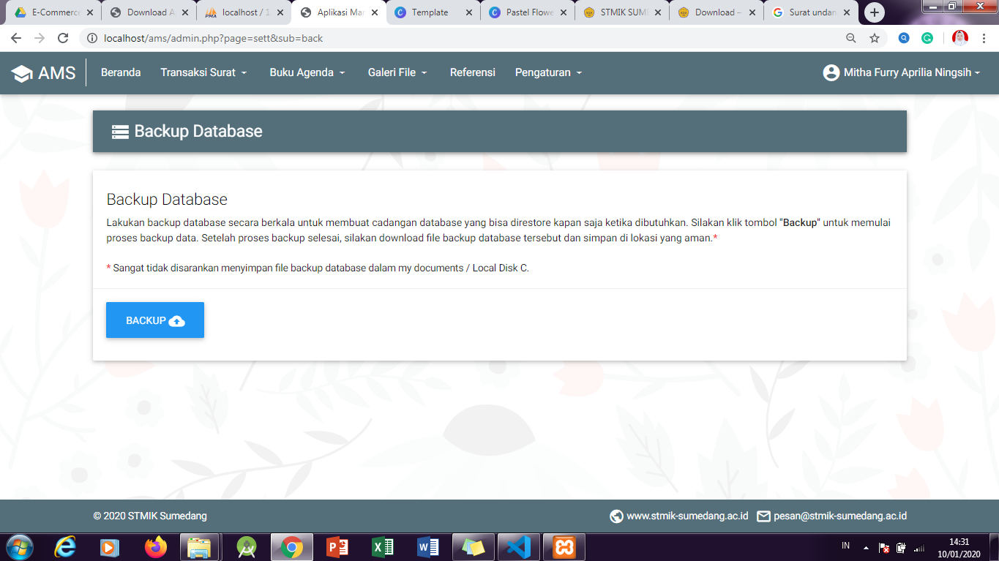 E-Commerce
Download A
localhost / 1
Aplikasi Mar
Template
Pastel Flowe
STMIK SUM
Download –
Surat undan
localhost/ams/admin.php?page=sett&sub=back
AMS
Beranda
Transaksi Surat
Buku Agenda
Galeri File
Referensi
Pengaturan
Mitha Furry Aprilia Ningsih
Backup Database
Backup Database
Lakukan backup database secara berkala untuk membuat cadangan database yang bisa direstore kapan saja ketika dibutuhkan. Silakan klik tombol "Backup" untuk memulai
proses backup data. Setelah proses backup selesai, silakan download file backup database tersebut dan simpan di lokasi yang aman.*
* Sangat tidak disarankan menyimpan file backup database dalam my documents / Local Disk C.
BACKUP
© 2020 STMIK Sumedang
www.stmik-sumedang.ac.id
pesan@stmik-sumedang.ac.id
IN
14:31
10/01/2020